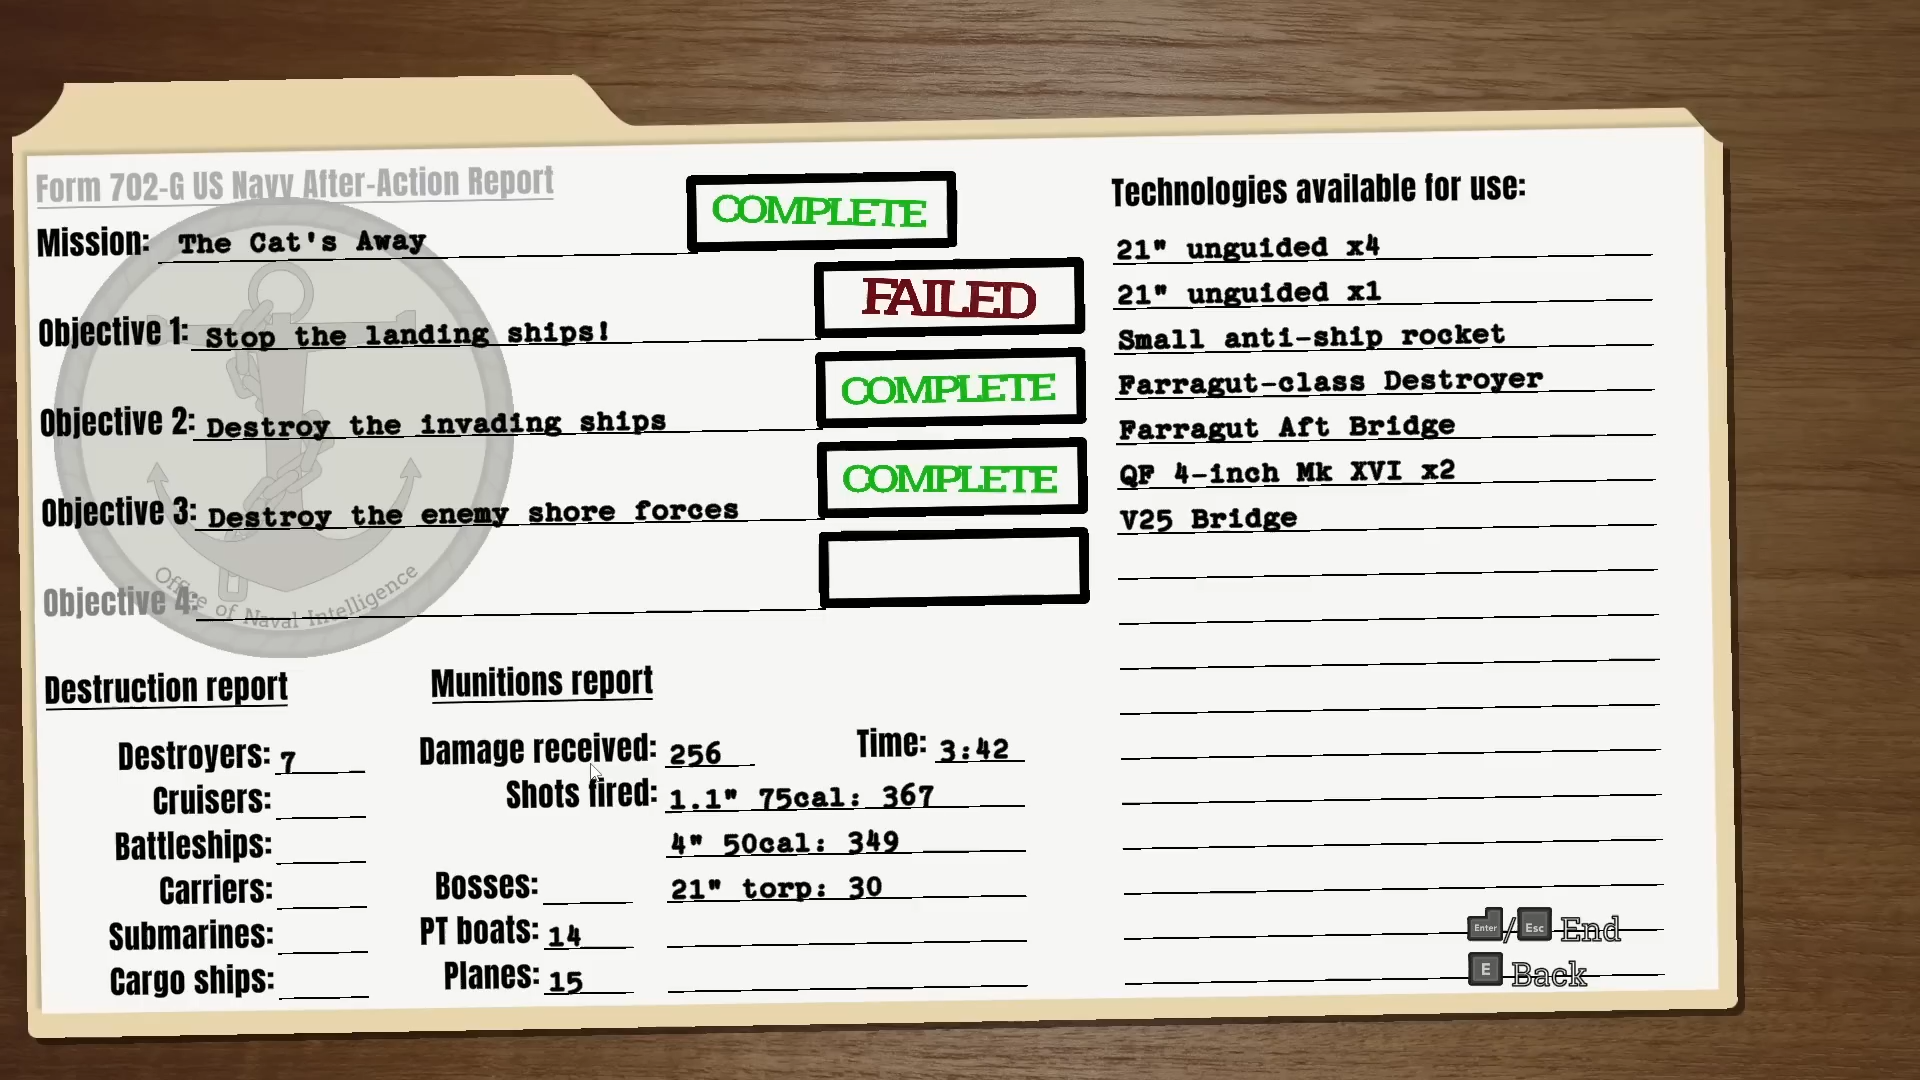 Form 702-G US Navy After-Action Report
Mission: The Cat's Away
COMPLETE
Objective 1: Stop the landing ships!
FAILED
Objective 2: Destroy the invading ships
COMPLETE
Objective 3: Destroy the enemy shore forces
COMPLETE
Objective 4:
Office of Naval Intelligence
Destruction report
Destroyers: 7
Cruisers:
Battleships:
Carriers:
Submarines:
Cargo ships:
Munitions report
Damage received: 256
Time: 3:42
Shots fired: 1.1" 75cal: 367
4" 50cal: 349
21" torp: 30
Bosses:
PT boats: 14
Planes: 15
Technologies available for use:
21" unguided x4
21" unguided x1
Small anti-ship rocket
Farragut-class Destroyer
Farragut Aft Bridge
QF 4-inch Mk XVI x2
V25 Bridge
Enter/Esc End
E Back